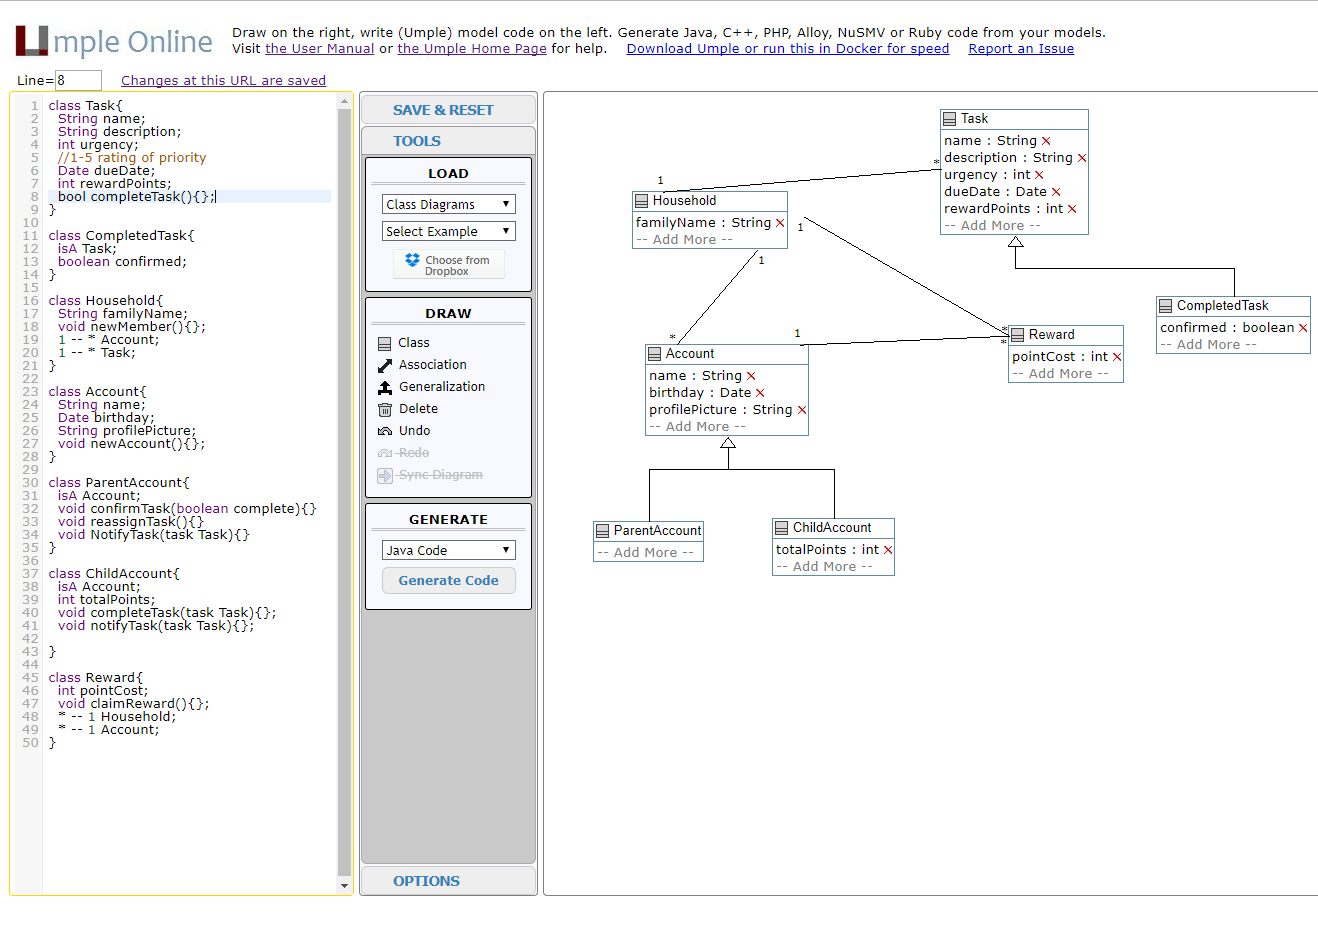 Umple Online
Draw on the right, write (Umple) model code on the left. Generate Java, C++, PHP, Alloy, NuSMV or Ruby code from your models.
Visit the User Manual or the Umple Home Page for help. Download Umple or run this in Docker for speed Report an Issue
Line= 8 Changes at this URL are saved
1 class Task{
2 String name;
3 String description;
4 int urgency;
5 //1-5 rating of priority
6 Date dueDate;
7 int rewardPoints;
8 bool completeTask(){};
9 }
10
11 class CompletedTask{
12 isA Task;
13 boolean confirmed;
14 }
15
16 class Household{
17 String familyName;
18 void newMember(){};
19 1 -- * Account;
20 1 -- * Task;
21 }
22
23 class Account{
24 String name;
25 Date birthday;
26 String profilePicture;
27 void newAccount(){};
28 }
29
30 class ParentAccount{
31 isA Account;
32 void confirmTask(boolean complete){}
33 void reassignTask(){}
34 void NotifyTask(task Task){}
35 }
36
37 class ChildAccount{
38 isA Account;
39 int totalPoints;
40 void completeTask(task Task){};
41 void notifyTask(task Task){};
42
43 }
44
45 class Reward{
46 int pointCost;
47 void claimReward(){};
48 * -- 1 Household;
49 * -- 1 Account;
50 }
SAVE & RESET
TOOLS
LOAD
Class Diagrams
Select Example
Choose from
Dropbox
DRAW
Class
Association
Generalization
Delete
Undo
Redo
Sync Diagram
GENERATE
Java Code
Generate Code
OPTIONS
Task
name : String X
description : String X
urgency : int X
dueDate : Date X
rewardPoints : int X
-- Add More --
*
1
Household
familyName : String X
-- Add More --
1
1
CompletedTask
confirmed : boolean X
-- Add More --
*
*
1
*
Reward
pointCost : int X
-- Add More --
Account
name : String X
birthday : Date X
profilePicture : String X
-- Add More --
ParentAccount
-- Add More --
ChildAccount
totalPoints : int X
-- Add More --